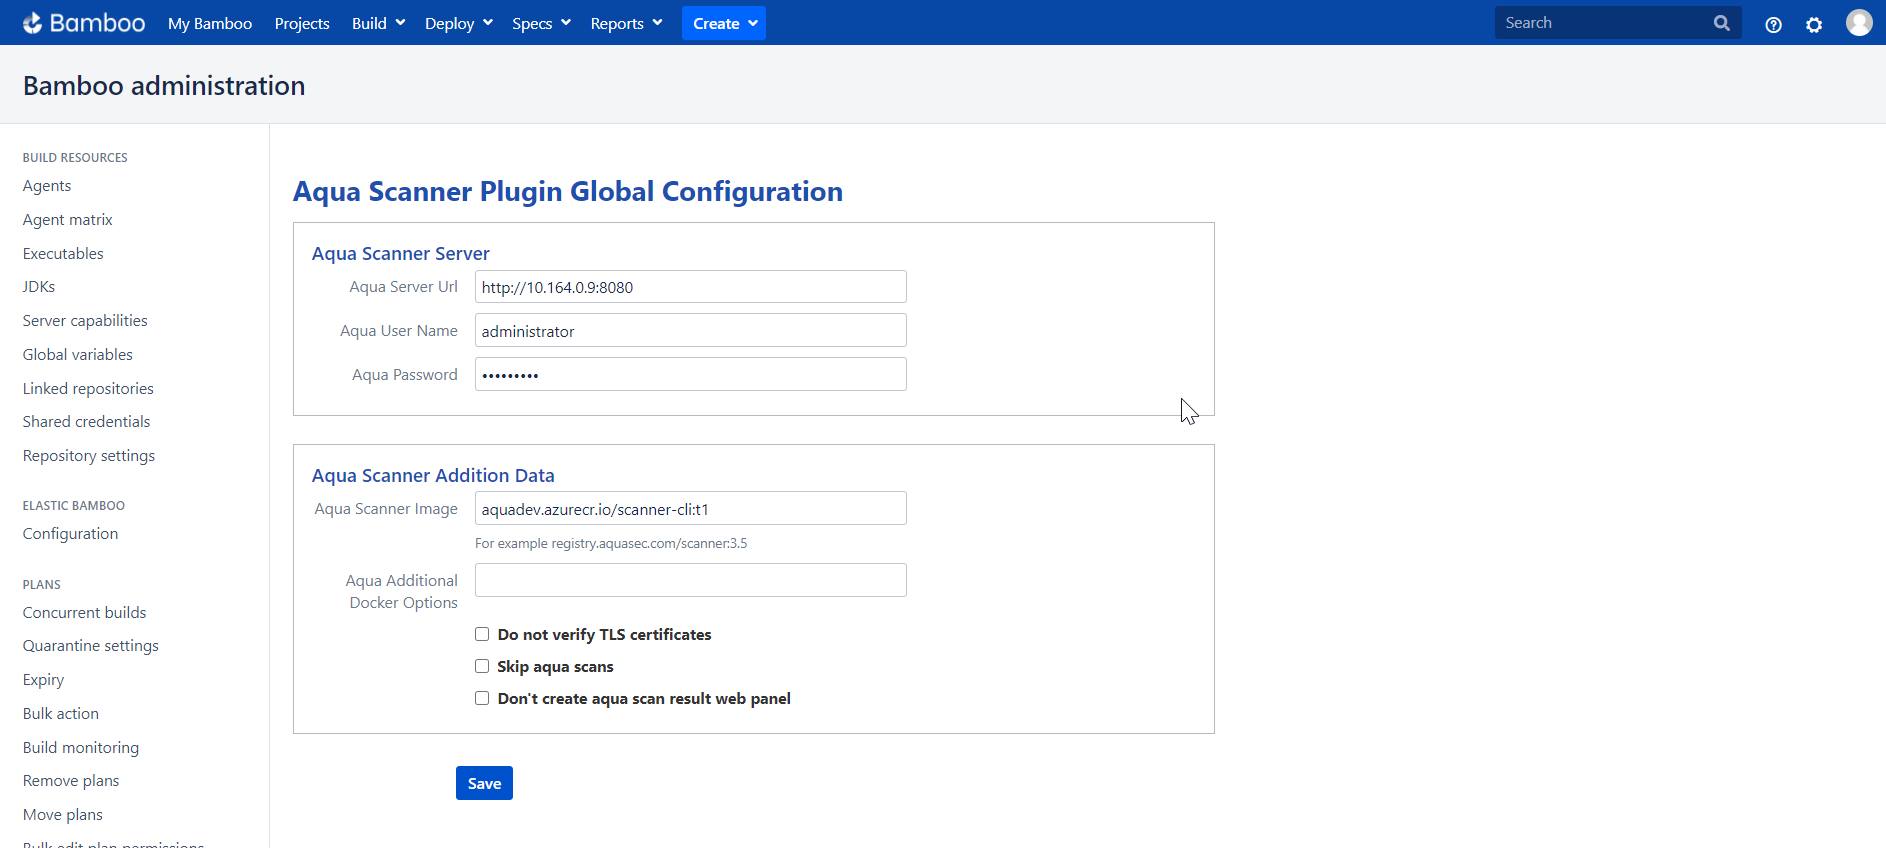 Bamboo My Bamboo Projects Build Deploy Specs Reports Create Search
Bamboo administration
BUILD RESOURCES
Agents
Agent matrix
Executables
JDKs
Server capabilities
Global variables
Linked repositories
Shared credentials
Repository settings
ELASTIC BAMBOO
Configuration
PLANS
Concurrent builds
Quarantine settings
Expiry
Bulk action
Build monitoring
Remove plans
Move plans
Bulk edit plan permissions
Aqua Scanner Plugin Global Configuration
Aqua Scanner Server
Aqua Server Url http://10.164.0.9:8080
Aqua User Name administrator
Aqua Password •••••••••
Aqua Scanner Addition Data
Aqua Scanner Image aquadev.azurecr.io/scanner-cli:t1
For example registry.aquasec.com/scanner:3.5
Aqua Additional
Docker Options
Do not verify TLS certificates
Skip aqua scans
Don't create aqua scan result web panel
Save